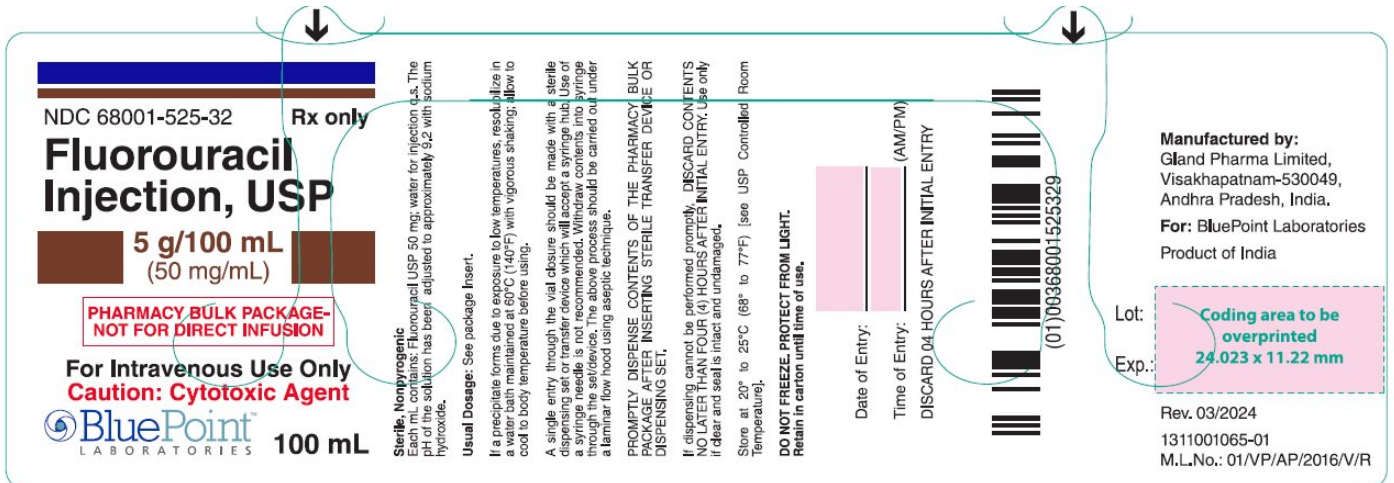 NDC 68001-525-32 Rx only
Fluorouracil
Injection, USP
5 g/100 mL
(50 mg/mL)
PHARMACY BULK PACKAGE-
NOT FOR DIRECT INFUSION
For Intravenous Use Only
Caution: Cytotoxic Agent
BluePoint™
LABORATORIES
100 mL
Sterile, Nonpyrogenic
Each mL contains: Fluorouracil USP 50 mg; water for injection q.s. The
pH of the solution has been adjusted to approximately 9.2 with sodium
hydroxide.
Usual Dosage: See package Insert.
If a precipitate forms due to exposure to low temperatures, resolubilize in
a water bath maintained at 60°C (140°F) with vigorous shaking; allow to
cool to body temperature before using.
A single entry through the vial closure should be made with a sterile
dispensing set or transfer device which will accept a syringe hub. Use of
a syringe needle is not recommended. Withdraw contents into syringe
through the set/device. The above process should be carried out under
a laminar flow hood using aseptic technique.
PROMPTLY DISPENSE CONTENTS OF THE PHARMACY BULK
PACKAGE AFTER INSERTING STERILE TRANSFER DEVICE OR
DISPENSING SET.
If dispensing cannot be performed promptly, DISCARD CONTENTS
NO LATER THAN FOUR (4) HOURS AFTER INITIAL ENTRY. Use only
if clear and seal is intact and undamaged.
Store at 20° to 25°C (68° to 77°F) [see USP Controlled Room
Temperature].
DO NOT FREEZE. PROTECT FROM LIGHT.
Retain in carton until time of use.
Date of Entry:
Time of Entry: (AM/PM)
DISCARD 04 HOURS AFTER INITIAL ENTRY
(01)00368001525329
Manufactured by:
Gland Pharma Limited,
Visakhapatnam-530049,
Andhra Pradesh, India.
For: BluePoint Laboratories
Product of India
Lot:
Exp.:
Coding area to be
overprinted
24.023 x 11.22 mm
Rev. 03/2024
1311001065-01
M.L.No.: 01/VP/AP/2016/V/R